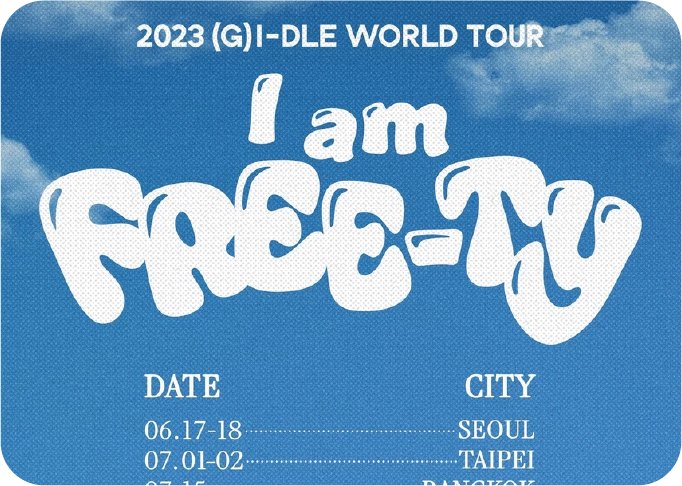 2023 (G)I-DLE WORLD TOUR
I am
FREE-TY
DATE CITY
06.17-18 SEOUL
07.01-02 TAIPEI